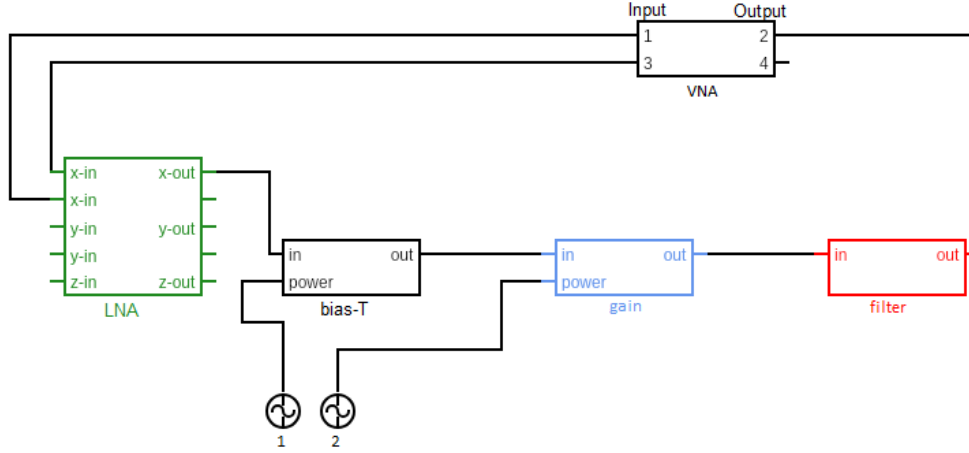 Input Output
1 2
3 4
VNA
x-in x-out
x-in
y-in y-out
y-in
z-in z-out
LNA
in out
power
bias-T
in out
power
gain
in out
filter
1 2